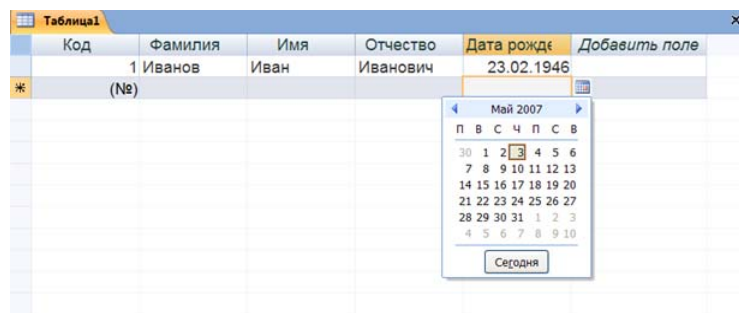 Таблица1
Код Фамилия Имя Отчество Дата рожде Добавить поле
1 Иванов Иван Иванович 23.02.1946
(№)
Май 2007
П В С Ч П С В
30 1 2 3 4 5 6
7 8 9 10 11 12 13
14 15 16 17 18 19 20
21 22 23 24 25 26 27
28 29 30 31 1 2 3
4 5 6 7 8 9 10
Сегодня